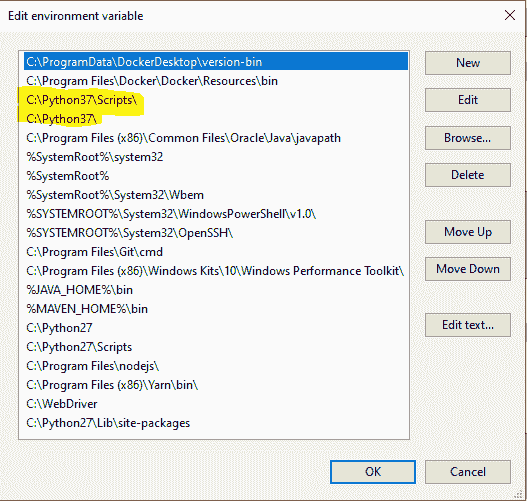 Edit environment variable
C:\ProgramData\DockerDesktop\version-bin
C:\Program Files\Docker\Docker\Resources\bin
C:\Python37\Scripts\
C:\Python37\
C:\Program Files (x86)\Common Files\Oracle\Java\javapath
%SystemRoot%\system32
%SystemRoot%
%SystemRoot%\System32\Wbem
%SYSTEMROOT%\System32\WindowsPowerShell\v1.0\
%SYSTEMROOT%\System32\OpenSSH\
C:\Program Files\Git\cmd
C:\Program Files (x86)\Windows Kits\10\Windows Performance Toolkit\
%JAVA_HOME%\bin
%MAVEN_HOME%\bin
C:\Python27
C:\Python27\Scripts
C:\Program Files\nodejs\
C:\Program Files (x86)\Yarn\bin\
C:\WebDriver
C:\Python27\Lib\site-packages
New
Edit
Browse...
Delete
Move Up
Move Down
Edit text...
OK
Cancel